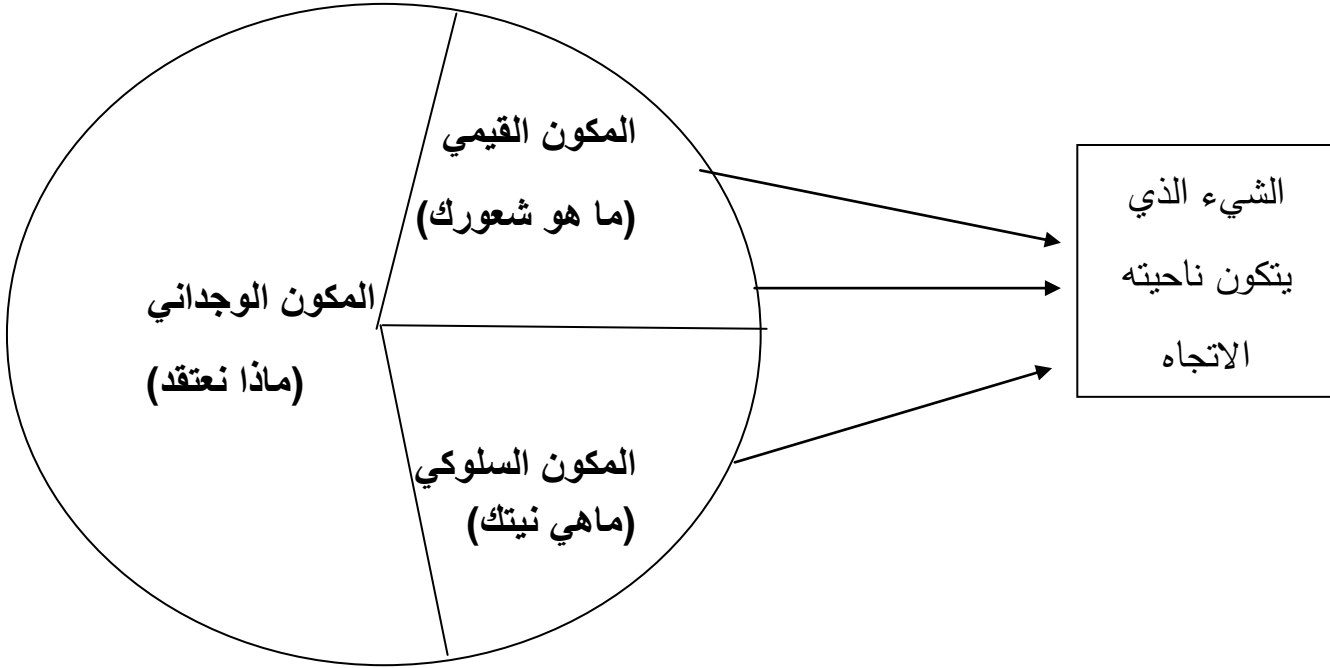 المكون القيمي
(ما هو شعورك)
المكون الوجداني
(ماذا نعتقد)
المكون السلوكي
(ماهي نيتك)
الشيء الذي
يتكون ناحيته
الاتجاه